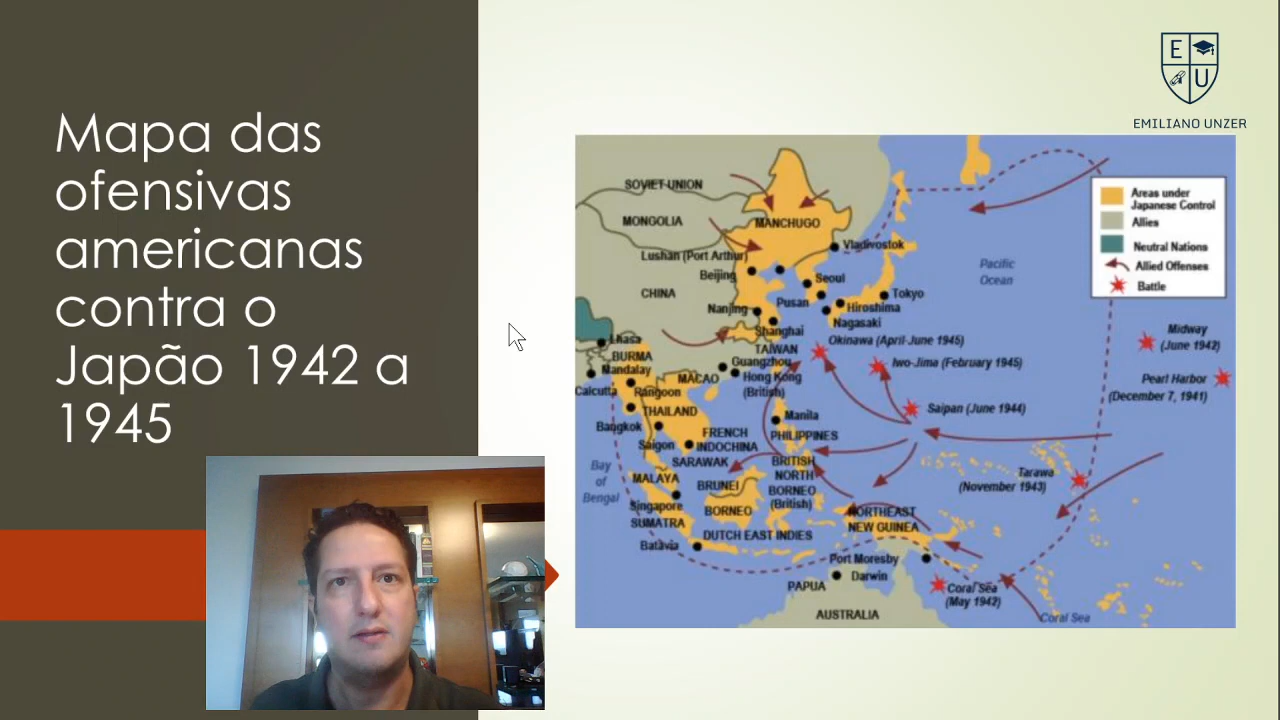 Mapa das
ofensivas
americanas
contra o
Japão 1942 a
1945
E
U
EMILIANO UNZER
SOVIET UNION
MONGOLIA
MANCHUGO
Vladivostok
Lushan (Port Arthur)
Beijing
Seoul
CHINA
Pusan
Tokyo
Hiroshima
Nanjing
Nagasaki
Shanghai
Lhasa
TAIWAN
Okinawa (April-June 1945)
BURMA
Mandalay
Guangzhou
Iwo-Jima (February 1945)
Calcutta
Rangoon
MACAO
Hong Kong
(British)
THAILAND
Manila
Saipan (June 1944)
Bangkok
FRENCH
INDOCHINA
PHILIPPINES
Saigon
SARAWAK
BRITISH
NORTH
BORNEO
(British)
Bay
of
Bengal
MALAYA
BRUNEI
Singapore
BORNEO
SUMATRA
DUTCH EAST INDIES
Batavia
NORTHEAST
NEW GUINEA
Tarawa
(November 1943)
Port Moresby
PAPUA
Darwin
Coral Sea
(May 1942)
AUSTRALIA
Coral Sea
Pacific
Ocean
Midway
(June 1942)
Pearl Harbor
(December 7, 1941)
Areas under
Japanese Control
Allies
Neutral Nations
Allied Offenses
Battle